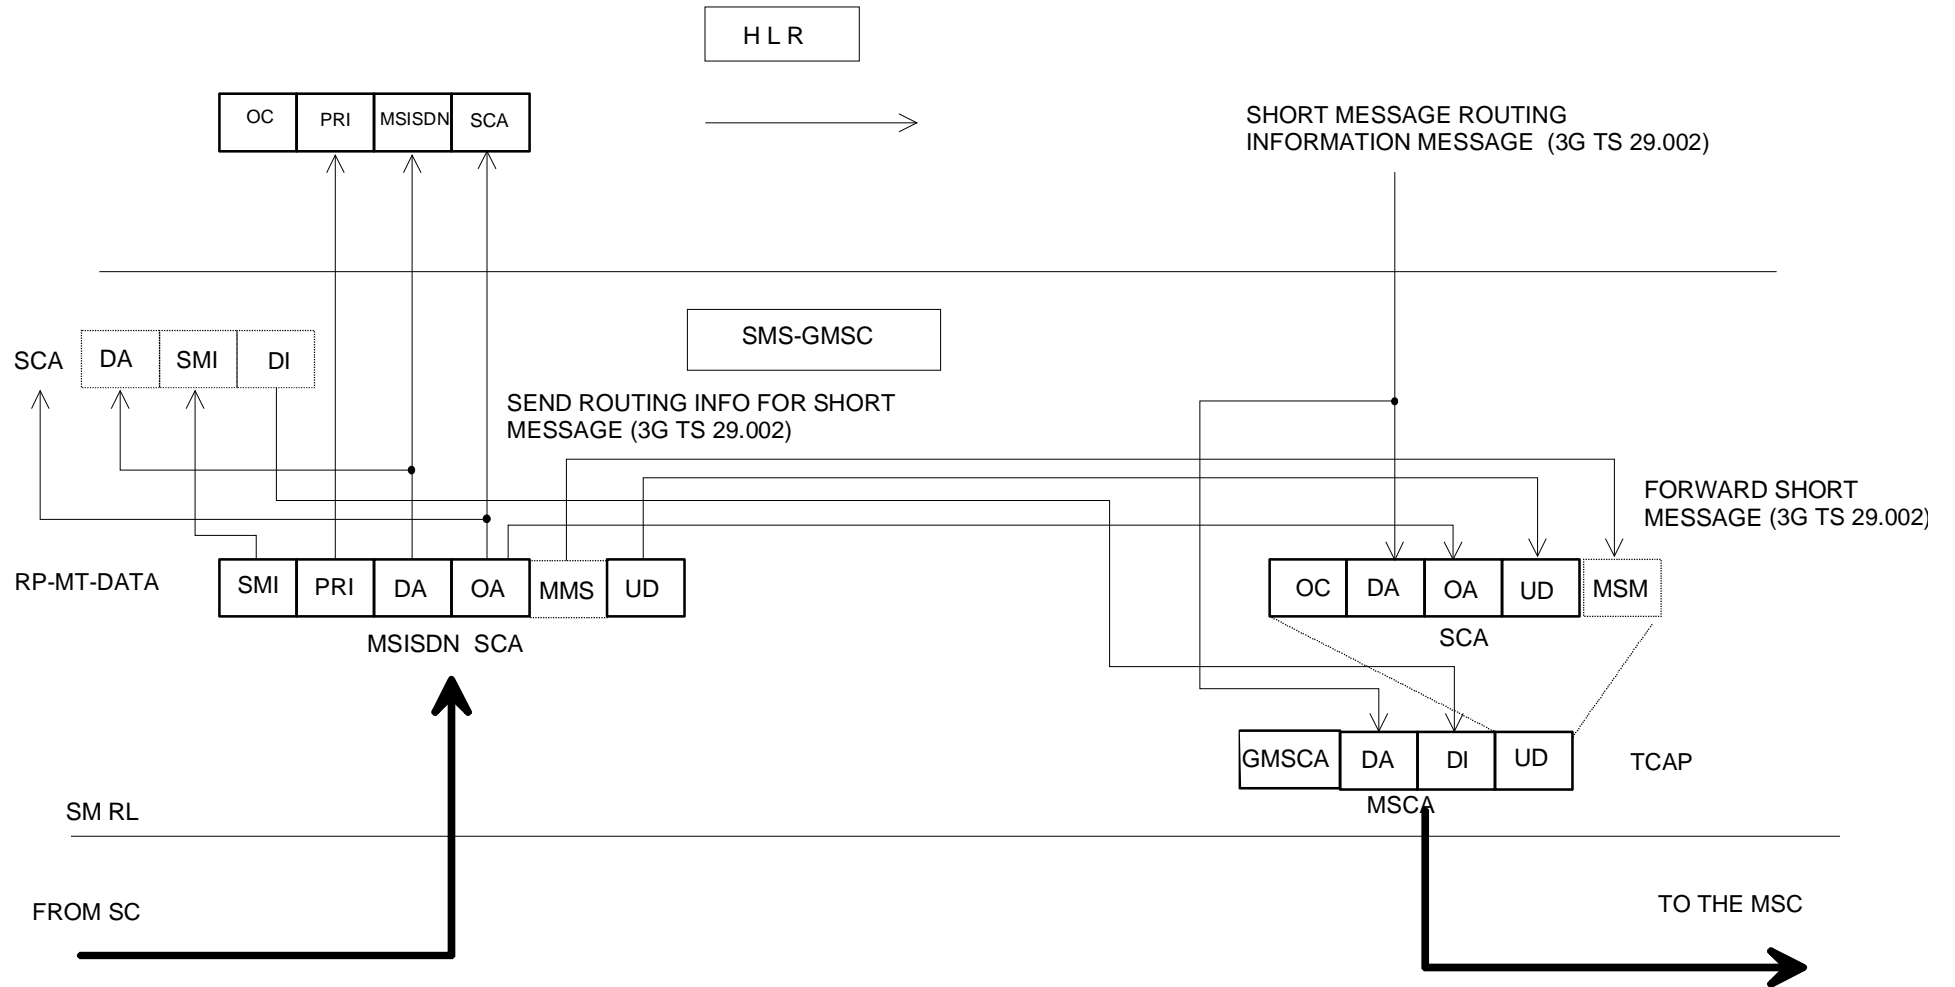 H L R
OC PRI MSISDN SCA
SHORT MESSAGE ROUTING
INFORMATION MESSAGE (3G TS 29.002)
SMS-GMSC
SCA DA SMI DI
SEND ROUTING INFO FOR SHORT
MESSAGE (3G TS 29.002)
FORWARD SHORT
MESSAGE (3G TS 29.002)
RP-MT-DATA SMI PRI DA OA MMS UD
OC DA OA UD MSM
MSISDN SCA
SCA
GMSCA DA DI UD TCAP
MSCA
SM RL
FROM SC
TO THE MSC